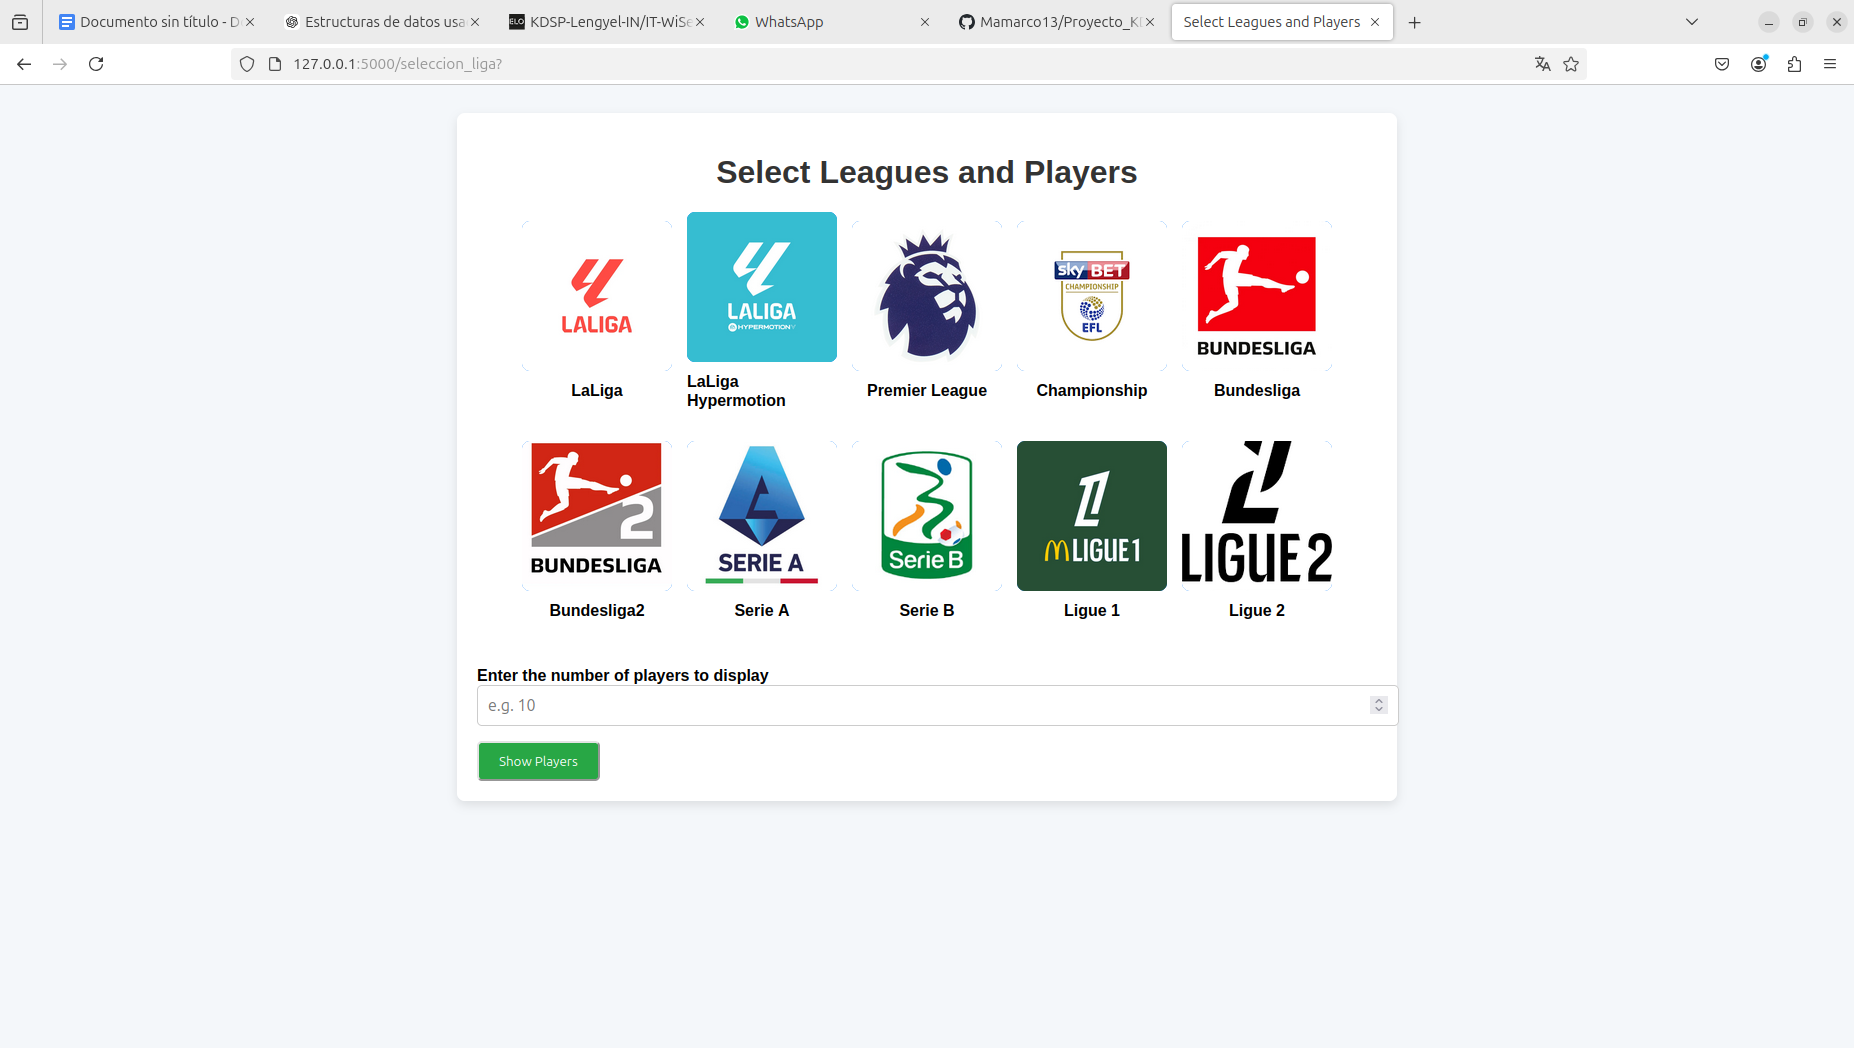 Documento sin título - D
Estructuras de datos usa
KDSP-Lengyel-IN/IT-WiSe
WhatsApp
Mamarco13/Proyecto_K
Select Leagues and Players
127.0.0.1:5000/seleccion_liga?
Select Leagues and Players
LALIGA
LALIGA
HYPERMOTION
sky BET
CHAMPIONSHIP
EFL
BUNDESLIGA
LaLiga
LaLiga
Hypermotion
Premier League
Championship
Bundesliga
2
BUNDESLIGA
SERIE A
Serie B
LIGUE 1
LIGUE 2
Bundesliga2
Serie A
Serie B
Ligue 1
Ligue 2
Enter the number of players to display
e.g. 10
Show Players